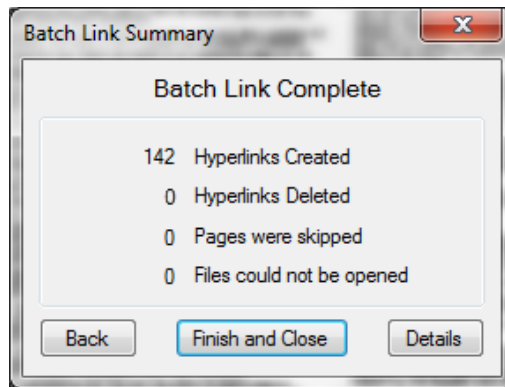 Batch Link Summary
Batch Link Complete
142 Hyperlinks Created
0 Hyperlinks Deleted
0 Pages were skipped
0 Files could not be opened
Back Finish and Close Details